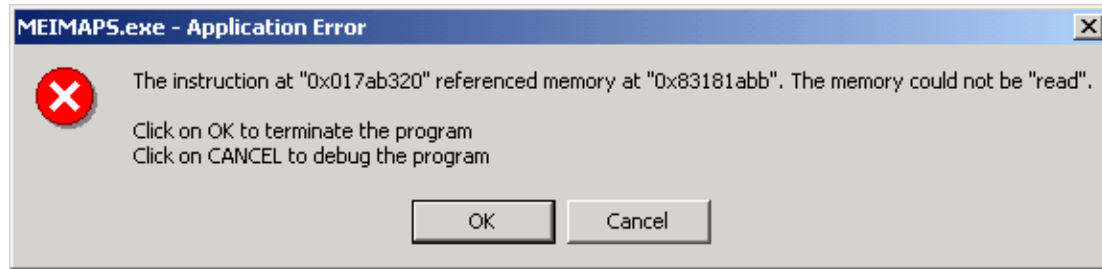 MEIMAPS.exe - Application Error
The instruction at "0x017ab320" referenced memory at "0x83181abb". The memory could not be "read".
Click on OK to terminate the program
Click on CANCEL to debug the program
OK Cancel